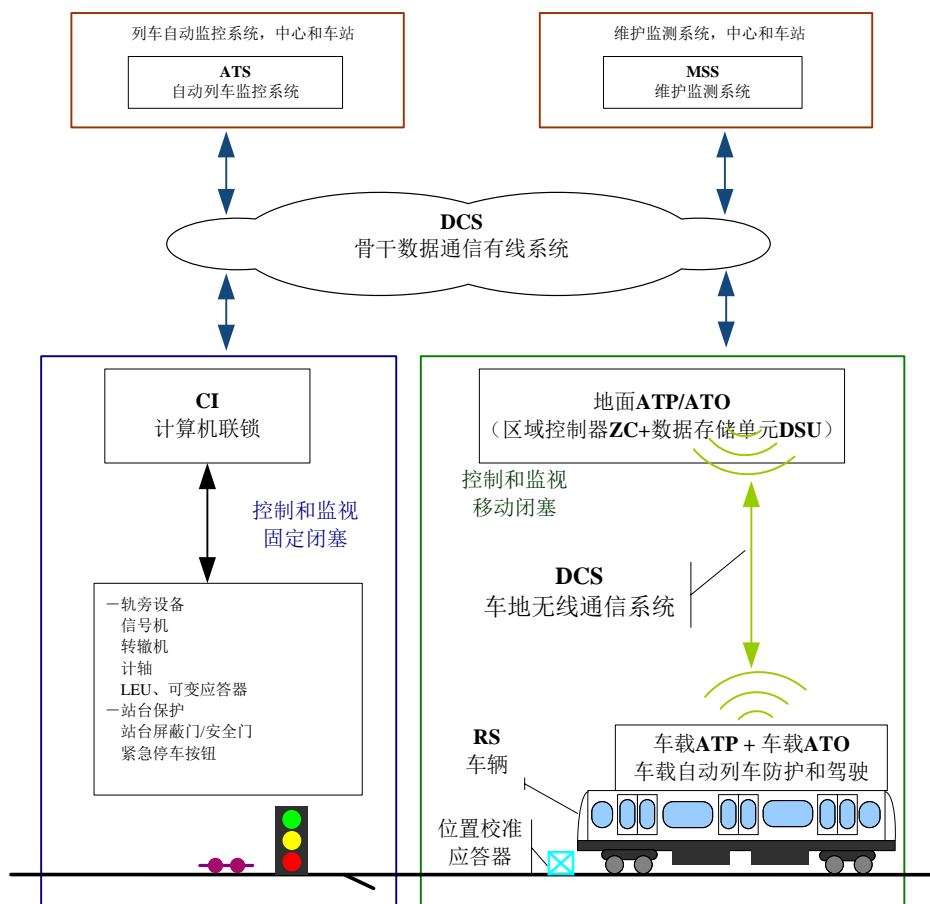 列车自动监控系统，中心和车站
ATS
自动列车监控系统
维护监测系统，中心和车站
MSS
维护监测系统
DCS
骨干数据通信有线系统
CI
计算机联锁
控制和监视
固定闭塞
－轨旁设备
信号机
转辙机
计轴
LEU、可变应答器
－站台保护
站台屏蔽门/安全门
紧急停车按钮
地面ATP/ATO
（区域控制器ZC+数据存储单元DSU）
控制和监视
移动闭塞
DCS
车地无线通信系统
RS
车辆
车载ATP + 车载ATO
车载自动列车防护和驾驶
位置校准
应答器